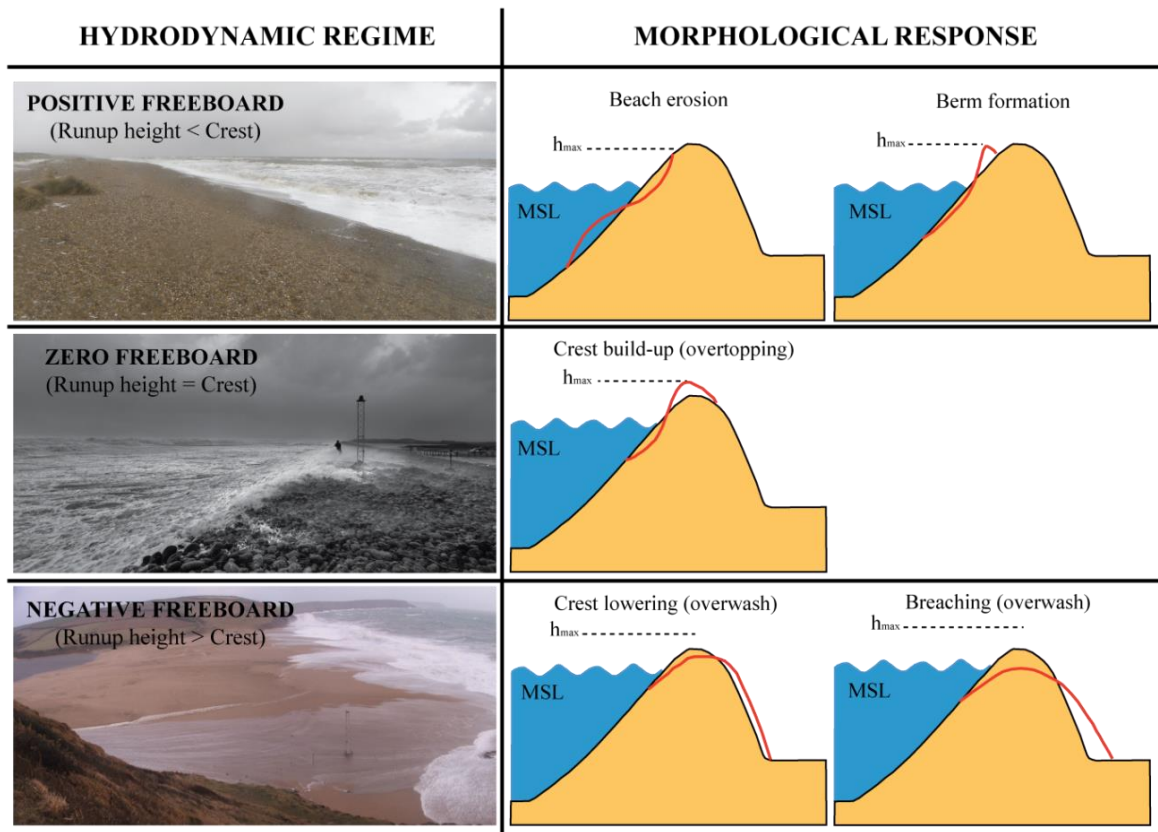 HYDRODYNAMIC REGIME
MORPHOLOGICAL RESPONSE
POSITIVE FREEBOARD
(Runup height < Crest)
Beach erosion
hmax
MSL
Berm formation
hmax
MSL
ZERO FREEBOARD
(Runup height = Crest)
Crest build-up (overtopping)
hmax
MSL
NEGATIVE FREEBOARD
(Runup height > Crest)
Crest lowering (overwash)
hmax
MSL
Breaching (overwash)
hmax
MSL